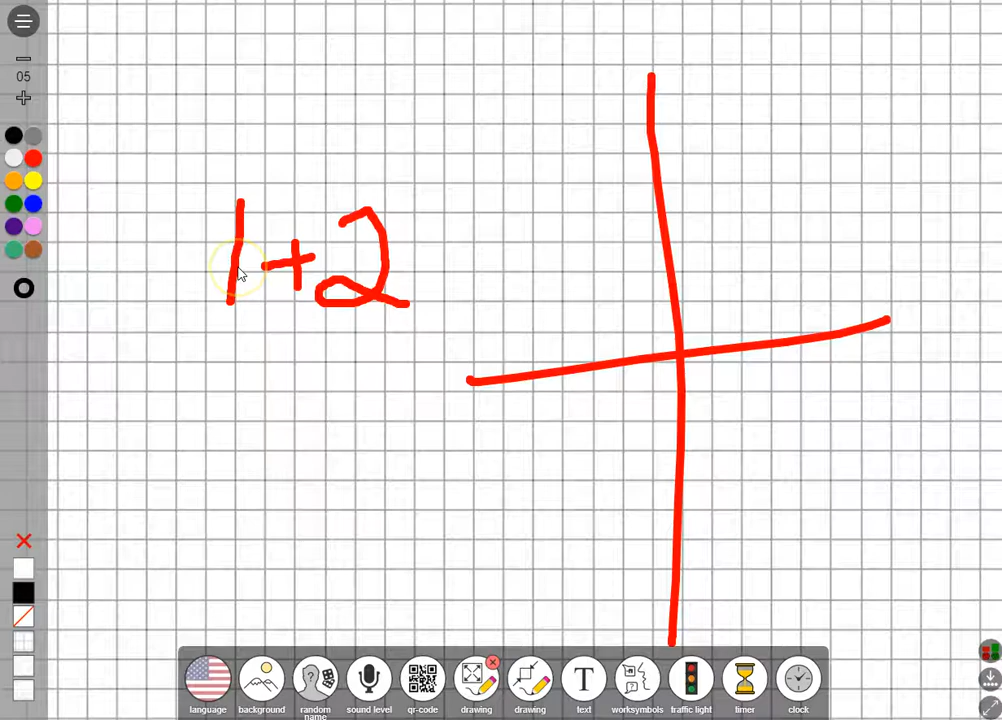 05
1+2
language
background
random name
sound level
qr-code
drawing
drawing
T
text
?
worksymbols
traffic light
timer
clock